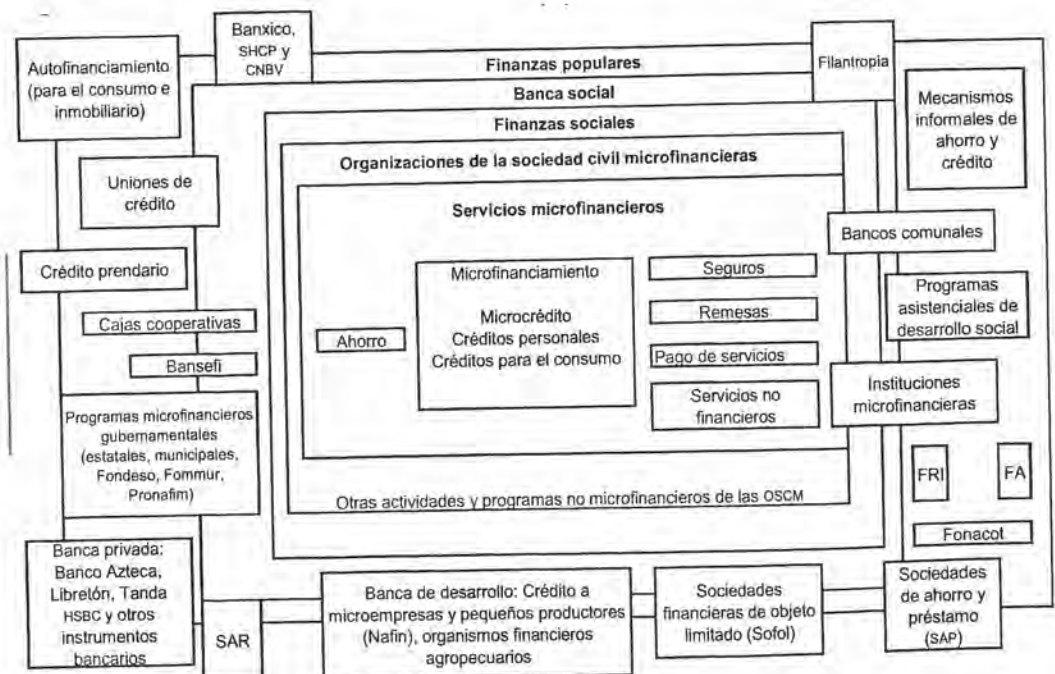 Banxico,
SHCP y
CNBV
Autofinanciamiento
(para el consumo e
inmobiliario)
Finanzas populares
Filantropia
Banca social
Finanzas sociales
Organizaciones de la sociedad civil microfinancieras
Servicios microfinancieros
Mecanismos
informales de
ahorro y
crédito
Uniones de
crédito
Bancos comunales
Crédito prendario
Microfinanciamiento
Microcrédito
Créditos personales
Créditos para el consumo
Seguros
Remesas
Pago de servicios
Servicios no
financieros
Programas
asistenciales de
desarrollo social
Cajas cooperativas
Ahorro
Bansefi
Instituciones
microfinancieras
Programas microfinancieros
gubernamentales
(estatales, municipales,
Fondeso, Fommur,
Pronafim)
FRI
FA
Otras actividades y programas no microfinancieros de las OSCM
Fonacot
Banca privada:
Banco Azteca,
Libretón, Tanda
HSBC y otros
instrumentos
bancarios
SAR
Banca de desarrollo: Crédito a
microempresas y pequeños productores
(Nafin), organismos financieros
agropecuarios
Sociedades
financieras de objeto
limitado (Sofol)
Sociedades
de ahorro y
préstamo
(SAP)